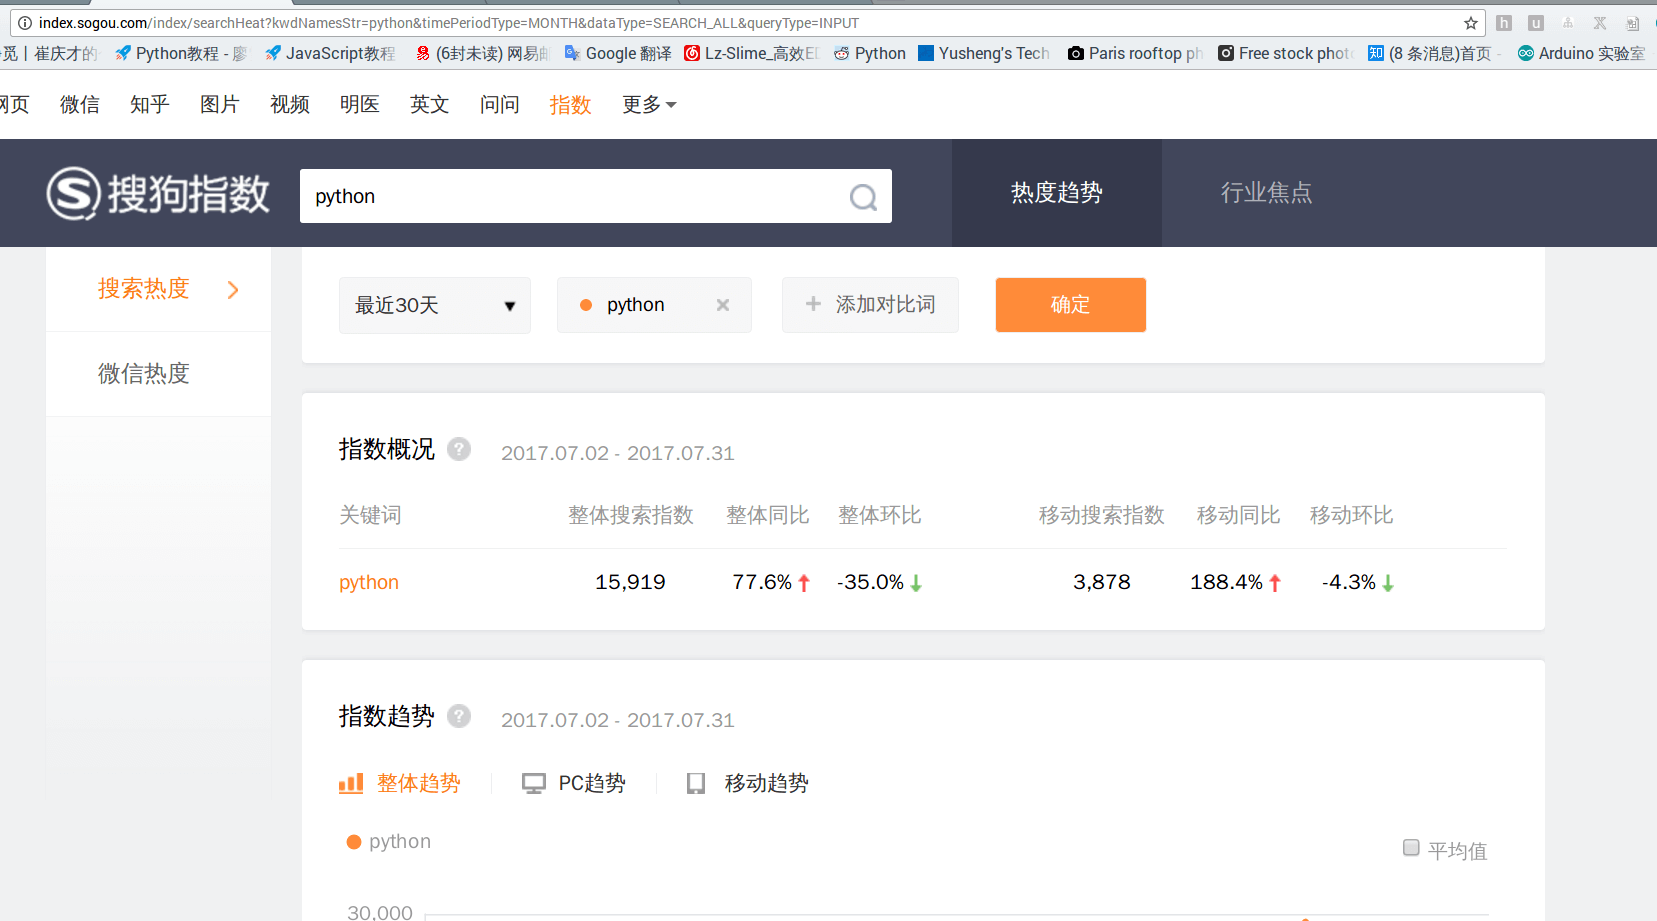 index.sogou.com/index/searchHeat?kwdNamesStr=python&timePeriodType=MONTH&dataType=SEARCH_ALL&queryType=INPUT
觅 | 崔庆才的 Python教程 - 廖 JavaScript教程 (6封未读) 网易邮 Google 翻译 Lz-Slime_高效ED Python Yusheng's Tech Paris rooftop ph Free stock photo (8 条消息)首页 - Arduino 实验室
网页 微信 知乎 图片 视频 明医 英文 问问 指数 更多
搜狗指数 python 热度趋势 行业焦点
搜索热度
微信热度
最近30天 python × + 添加对比词 确定
指数概况 ? 2017.07.02 - 2017.07.31
关键词 整体搜索指数 整体同比 整体环比 移动搜索指数 移动同比 移动环比
python 15,919 77.6% -35.0% 3,878 188.4% -4.3%
指数趋势 ? 2017.07.02 - 2017.07.31
整体趋势 PC趋势 移动趋势
python
平均值
30,000